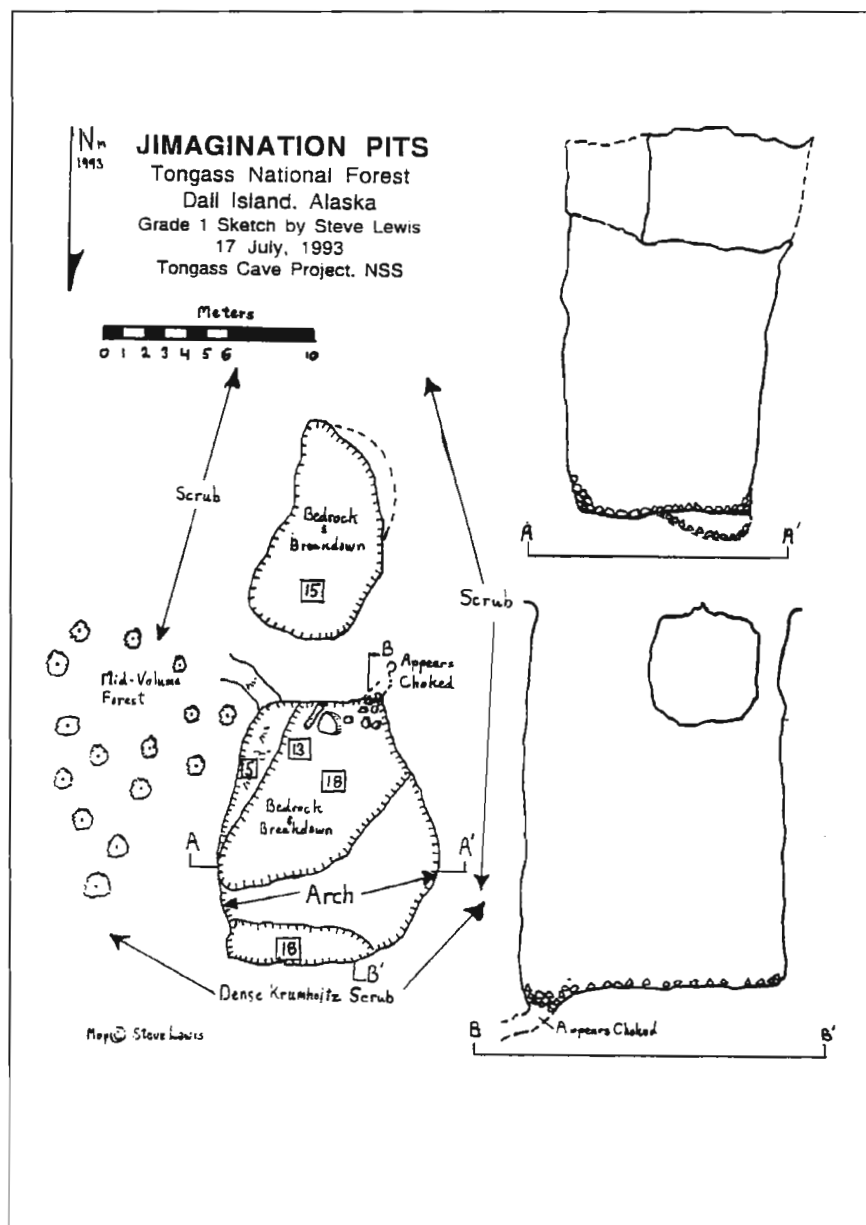 Nm
1993
JIMAGINATION PITS
Tongass National Forest
Dall Island. Alaska
Grade 1 Sketch by Steve Lewis
17 July, 1993
Tongass Cave Project. NSS
Meters
0 1 2 3 4 5 6 10
Scrub
Bedrock
&
Breakdown
15
A A'
Scrub
Mid-Volume
Forest
B
?
Appears
Choked
5
13
18
Bedrock
&
Breakdown
A
A'
Arch
18
B'
Dense Krumholtz Scrub
Map © Steve Lewis
B
Appears Choked
B'